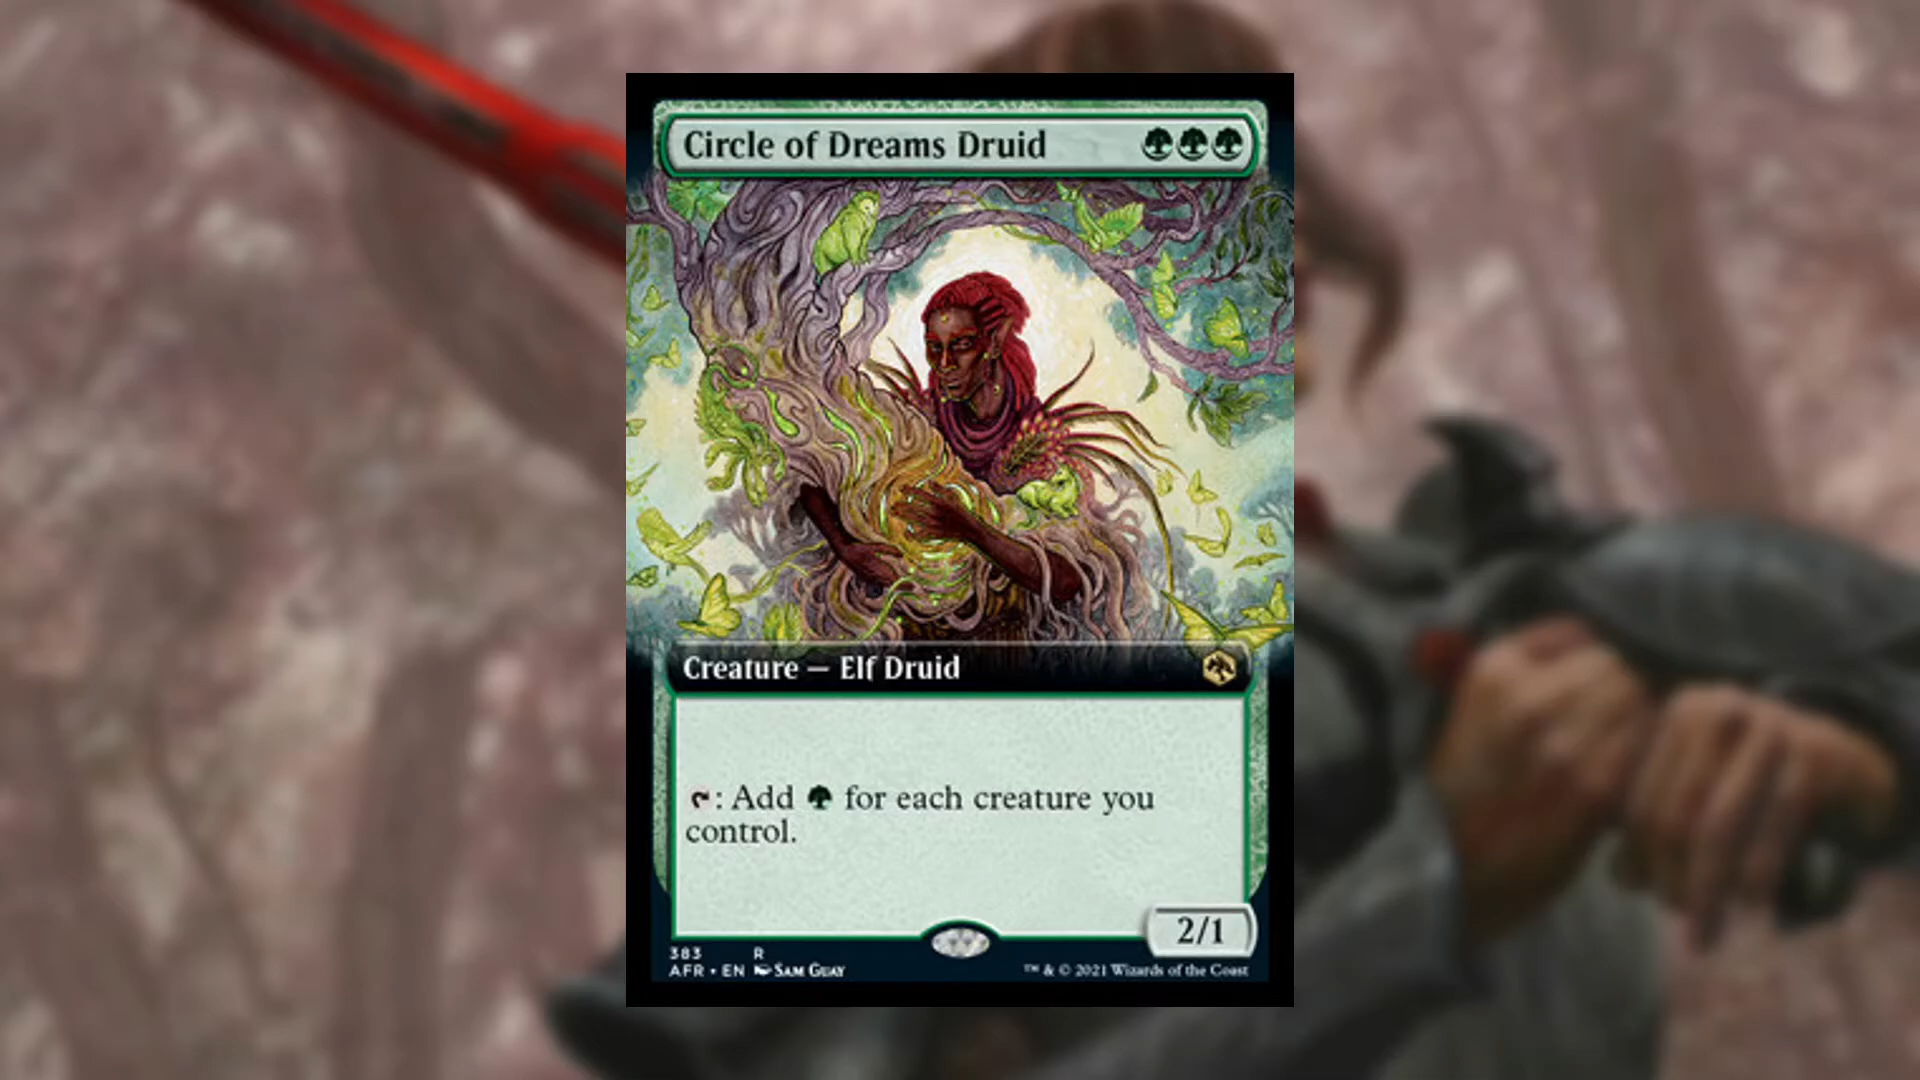 Circle of Dreams Druid
Creature — Elf Druid
: Add for each creature you
control.
2/1
383 R
AFR • EN Sam Guay
™ & © 2021 Wizards of the Coast